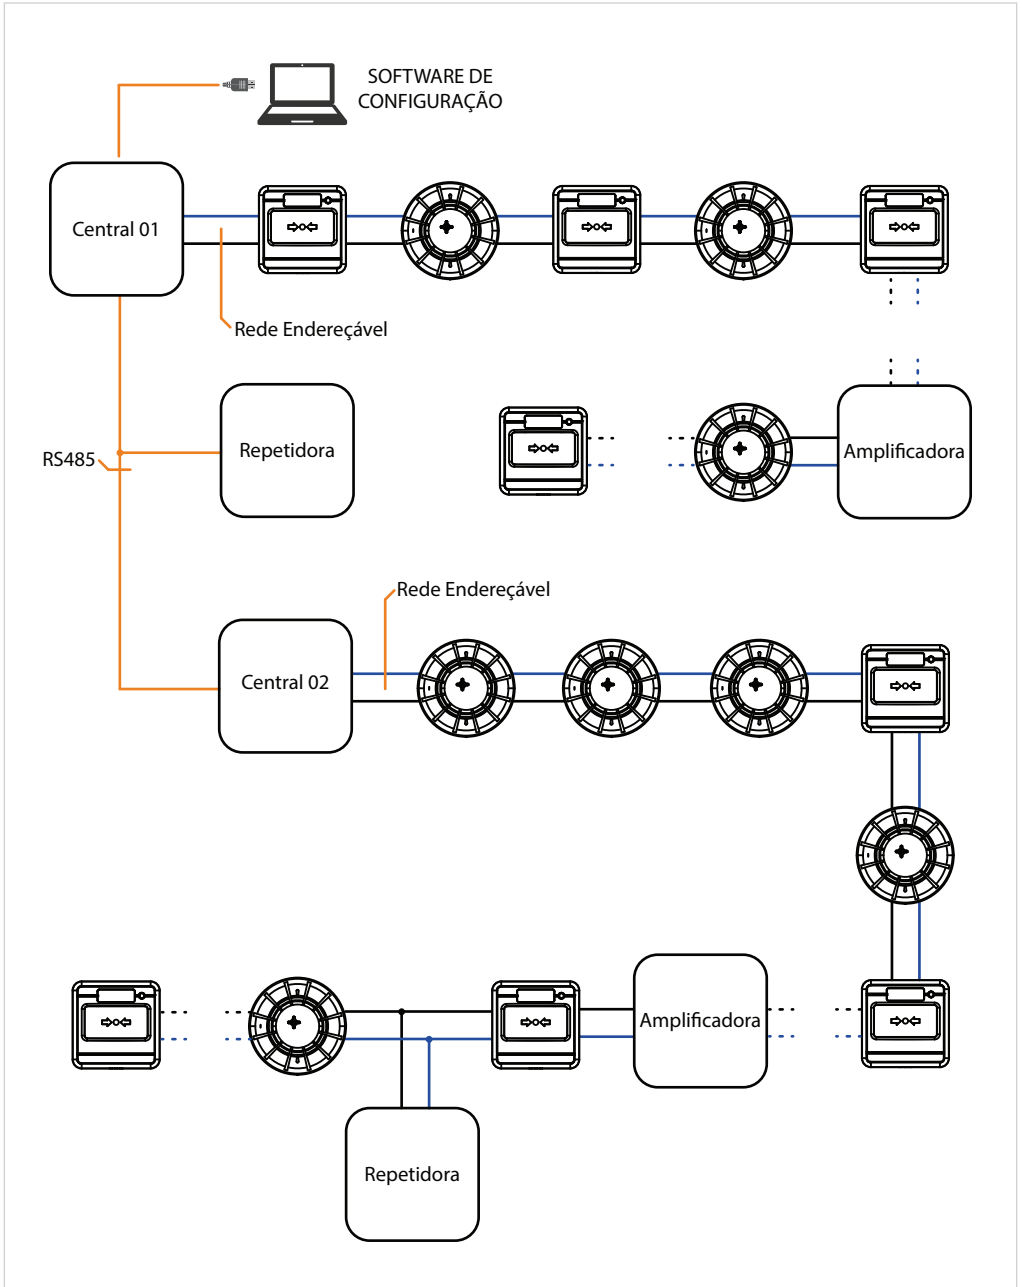 SOFTWARE DE
CONFIGURAÇÃO
Central 01
Rede Endereçável
Repetidora
Amplificadora
RS485
Rede Endereçável
Central 02
Amplificadora
Repetidora